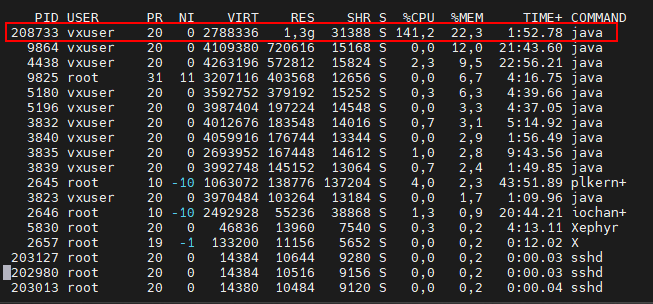 PID USER PR NI VIRT RES SHR S %CPU %MEM TIME+ COMMAND
208733 vxuser 20 0 2788336 1,3g 31388 S 141,2 22,3 1:52.78 java
9864 vxuser 20 0 4109380 720616 15168 S 0,0 12,0 21:43.60 java
4438 vxuser 20 0 4263196 572812 15824 S 2,3 9,5 22:56.21 java
9825 root 31 11 3207116 403568 12656 S 0,0 6,7 4:16.75 java
5180 vxuser 20 0 3592752 379192 15252 S 0,3 6,3 4:39.66 java
5196 vxuser 20 0 3987404 197224 14548 S 0,0 3,3 4:37.05 java
3832 vxuser 20 0 4012676 183548 14016 S 0,7 3,1 5:14.92 java
3840 vxuser 20 0 4059916 176744 13344 S 0,0 2,9 1:56.49 java
3835 vxuser 20 0 2693952 167448 14612 S 1,0 2,8 9:43.56 java
3839 vxuser 20 0 3992748 145152 13064 S 0,7 2,4 1:49.85 java
2645 root 10 -10 1063072 138776 137204 S 4,0 2,3 43:51.89 plkern+
3823 vxuser 20 0 3970484 103264 13184 S 0,0 1,7 1:09.96 java
2646 root 10 -10 2492928 55236 38868 S 1,3 0,9 20:44.21 iochan+
5830 root 20 0 46836 13960 7540 S 0,3 0,2 4:13.11 Xephyr
2657 root 19 -1 133200 11156 5652 S 0,0 0,2 0:12.02 X
203127 root 20 0 14384 10644 9280 S 0,0 0,2 0:00.03 sshd
202980 root 20 0 14384 10516 9156 S 0,0 0,2 0:00.03 sshd
203013 root 20 0 14380 10484 9120 S 0,0 0,2 0:00.04 sshd